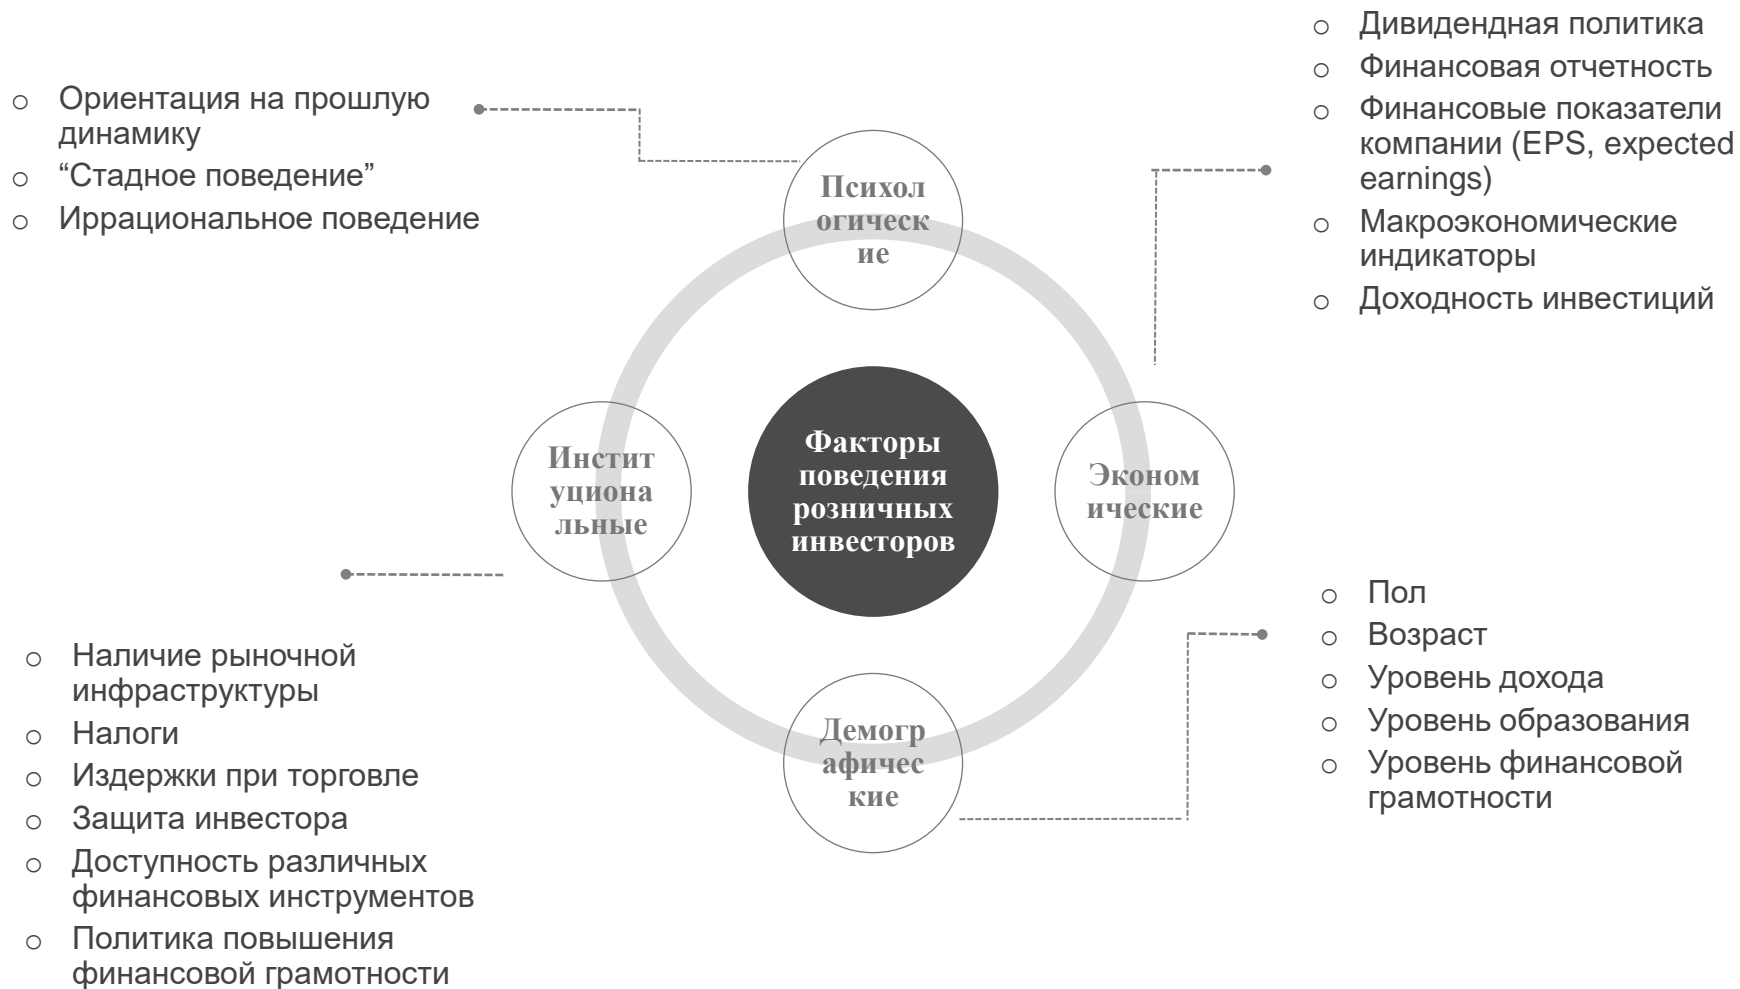 Ориентация на прошлую
динамику
“Стадное поведение”
Иррациональное поведение
Дивидендная политика
Финансовая отчетность
Финансовые показатели
компании (EPS, expected
earnings)
Макроэкономические
индикаторы
Доходность инвестиций
Психол
огическ
ие
Инстит
уциона
льные
Факторы
поведения
розничных
инвесторов
Эконом
ические
Демогр
афичес
кие
Наличие рыночной
инфраструктуры
Налоги
Издержки при торговле
Защита инвестора
Доступность различных
финансовых инструментов
Политика повышения
финансовой грамотности
Пол
Возраст
Уровень дохода
Уровень образования
Уровень финансовой
грамотности